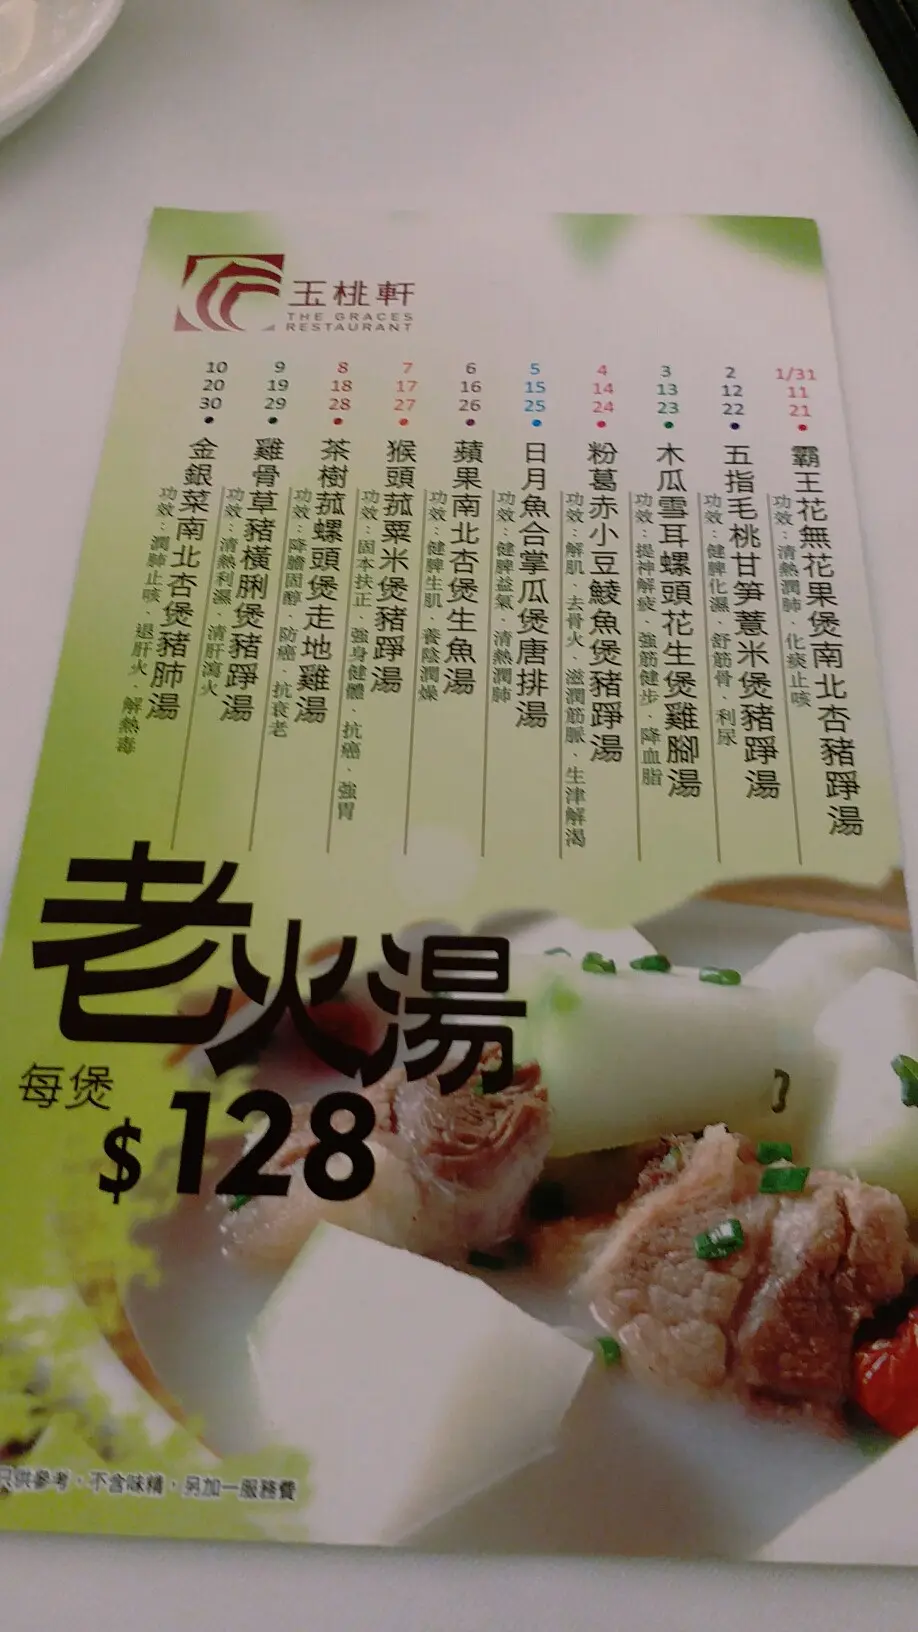 玉桃軒
THE GRACES
RESTAURANT
1/31
11
21
霸王花無花果煲南北杏豬踭湯
功效：清熱潤肺．化痰止咳
2
12
22
五指毛桃甘笋薏米煲豬踭湯
功效：健脾化濕．舒筋骨．利尿
3
13
23
木瓜雪耳螺頭花生煲雞腳湯
功效：提神解疲．強筋健步．降血脂
4
14
24
粉葛赤小豆鯪魚煲豬踭湯
功效：解肌．去骨火．滋潤筋脈．生津解渴
5
15
25
日月魚合掌瓜煲唐排湯
功效：健脾益氣．清熱潤肺
6
16
26
蘋果南北杏煲生魚湯
功效：健脾生肌．養陰潤燥
7
17
27
猴頭菰粟米煲豬踭湯
功效：固本扶正．強身健體．抗癌．強胃
8
18
28
茶樹菰螺頭煲走地雞湯
功效：降膽固醇．防癌．抗衰老
9
19
29
雞骨草豬橫脷煲豬踭湯
功效：清熱利濕．清肝瀉火
10
20
30
金銀菜南北杏煲豬肺湯
功效：潤肺止咳．退肝火．解熱毒
老火湯
每煲
$128
只供參考，不含味精，另加一服務費